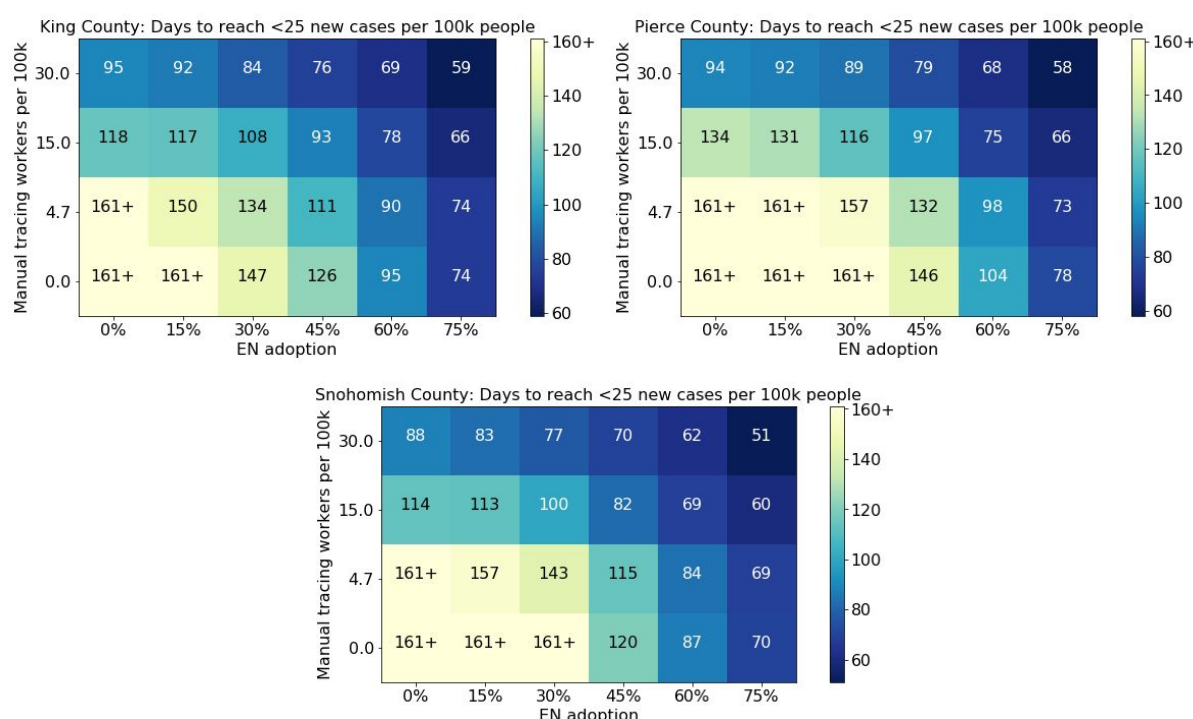 King County: Days to reach <25 new cases per 100k people
Manual tracing workers per 100k
30.0 95 92 84 76 69 59
15.0 118 117 108 93 78 66
4.7 161+ 150 134 111 90 74
0.0 161+ 161+ 147 126 95 74
0% 15% 30% 45% 60% 75%
EN adoption
160+
140
120
100
80
60
Pierce County: Days to reach <25 new cases per 100k people
Manual tracing workers per 100k
30.0 94 92 89 79 68 58
15.0 134 131 116 97 75 66
4.7 161+ 161+ 157 132 98 73
0.0 161+ 161+ 161+ 146 104 78
0% 15% 30% 45% 60% 75%
EN adoption
160+
140
120
100
80
60
Snohomish County: Days to reach <25 new cases per 100k people
Manual tracing workers per 100k
30.0 88 83 77 70 62 51
15.0 114 113 100 82 69 60
4.7 161+ 157 143 115 84 69
0.0 161+ 161+ 161+ 120 87 70
0% 15% 30% 45% 60% 75%
EN adoption
160+
140
120
100
80
60